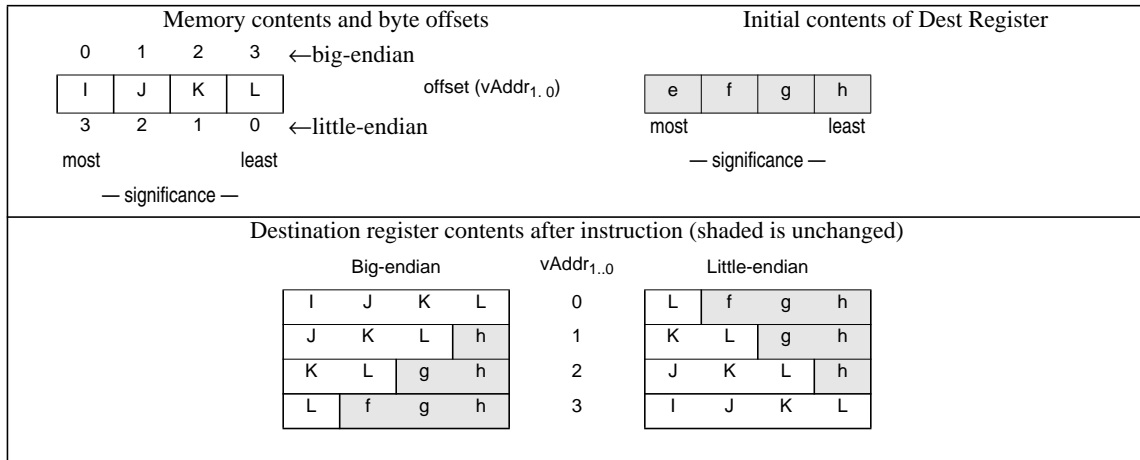 Memory contents and byte offsets
Initial contents of Dest Register
0 1 2 3 ←big-endian
I J K L
offset (vAddr1. 0)
e f g h
3 2 1 0 ←little-endian
most least
most least
— significance —
— significance —
Destination register contents after instruction (shaded is unchanged)
Big-endian vAddr1..0 Little-endian
I J K L 0 L f g h
J K L h 1 K L g h
K L g h 2 J K L h
L f g h 3 I J K L